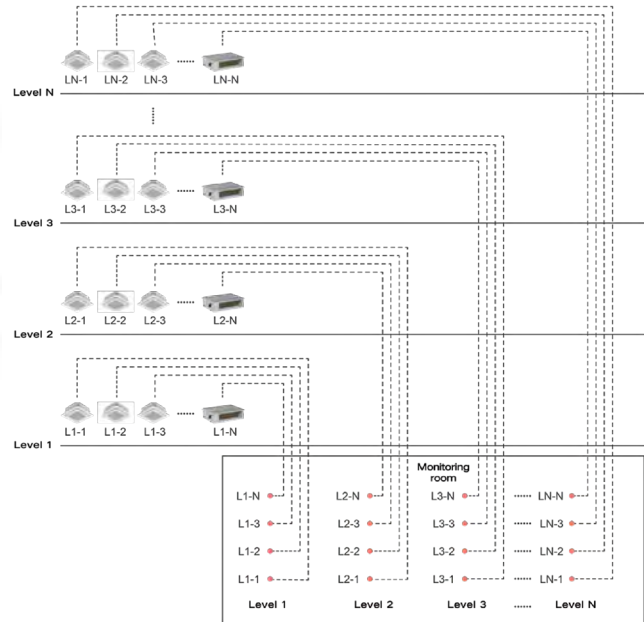 LN-1 LN-2 LN-3 ...... LN-N
Level N
......
L3-1 L3-2 L3-3 ...... L3-N
Level 3
L2-1 L2-2 L2-3 ...... L2-N
Level 2
L1-1 L1-2 L1-3 ...... L1-N
Level 1
Monitoring
room
L1-N L2-N L3-N ...... LN-N
L1-3 L2-3 L3-3 ...... LN-3
L1-2 L2-2 L3-2 ...... LN-2
L1-1 L2-1 L3-1 ...... LN-1
Level 1 Level 2 Level 3 ...... Level N